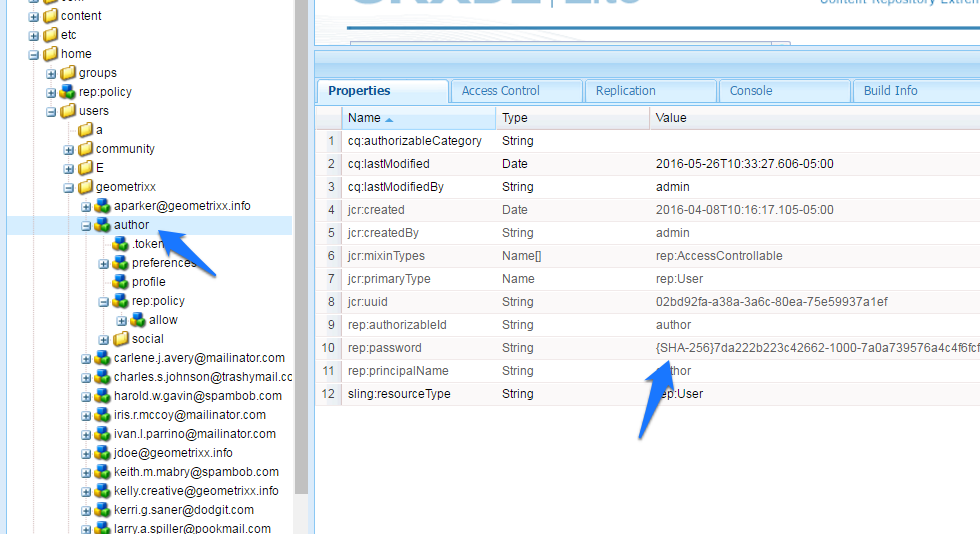 content
etc
home
groups
rep:policy
users
a
community
E
geometrixx
aparker@geometrixx.info
author
.token
preferences
profile
rep:policy
allow
social
carlene.j.avery@mailinator.com
charles.s.johnson@trashymail.cc
harold.w.gavin@spambob.com
iris.r.mccoy@mailinator.com
ivan.l.parrino@mailinator.com
jdoe@geometrixx.info
keith.m.mabry@spambob.com
kelly.creative@geometrixx.info
kerri.g.saner@dodgit.com
larry.a.spiller@pookmail.com
Properties Access Control Replication Console Build Info
Name Type Value
1 cq:authorizableCategory String
2 cq:lastModified Date 2016-05-26T10:33:27.606-05:00
3 cq:lastModifiedBy String admin
4 jcr:created Date 2016-04-08T10:16:17.105-05:00
5 jcr:createdBy String admin
6 jcr:mixinTypes Name[] rep:AccessControllable
7 jcr:primaryType Name rep:User
8 jcr:uuid String 02bd92fa-a38a-3a6c-80ea-75e59937a1ef
9 rep:authorizableId String author
10 rep:password String {SHA-256}7da222b223c42662-1000-7a0a739576a4c4f6fcf
11 rep:principalName String author
12 sling:resourceType String rep:User